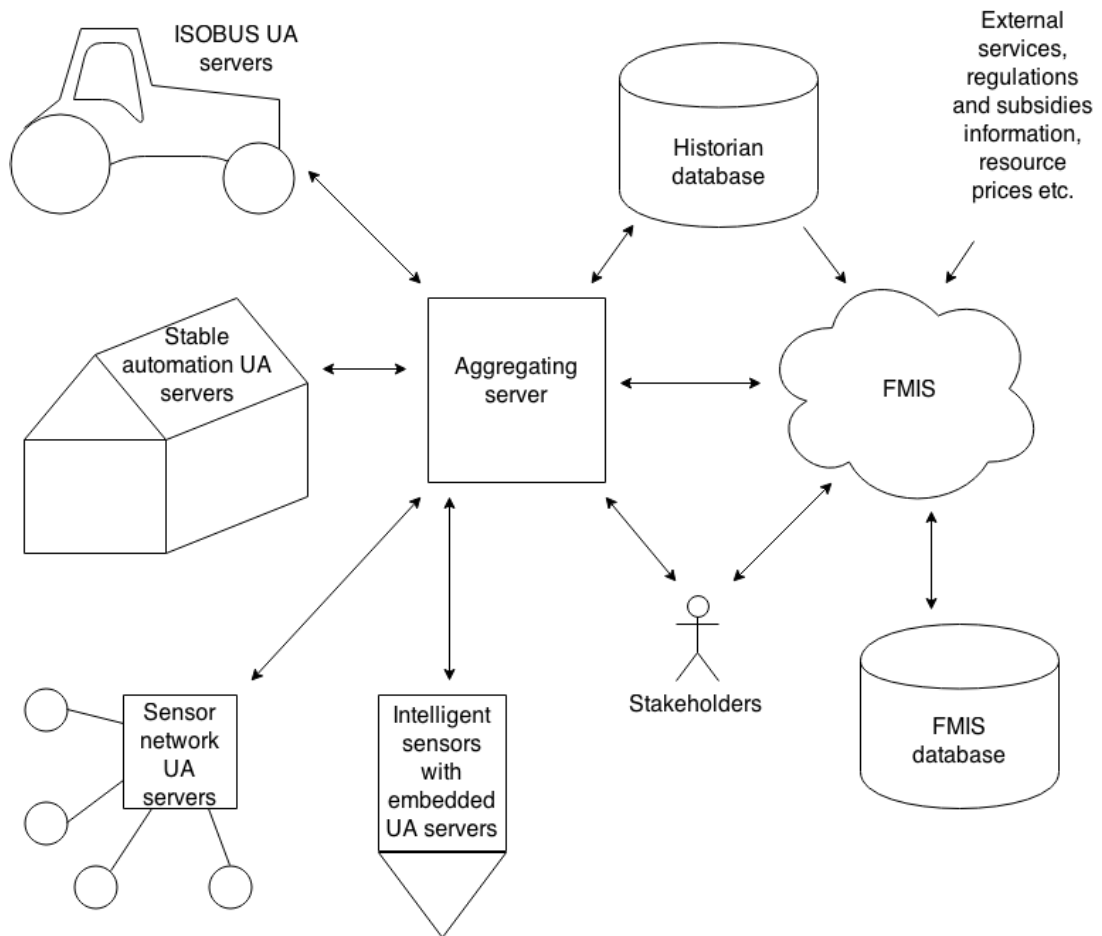 ISOBUS UA
servers
External
services,
regulations
and subsidies
information,
resource
prices etc.
Historian
database
Stable
automation UA
servers
Aggregating
server
FMIS
Stakeholders
Sensor
network
UA
servers
Intelligent
sensors
with
embedded
UA servers
FMIS
database